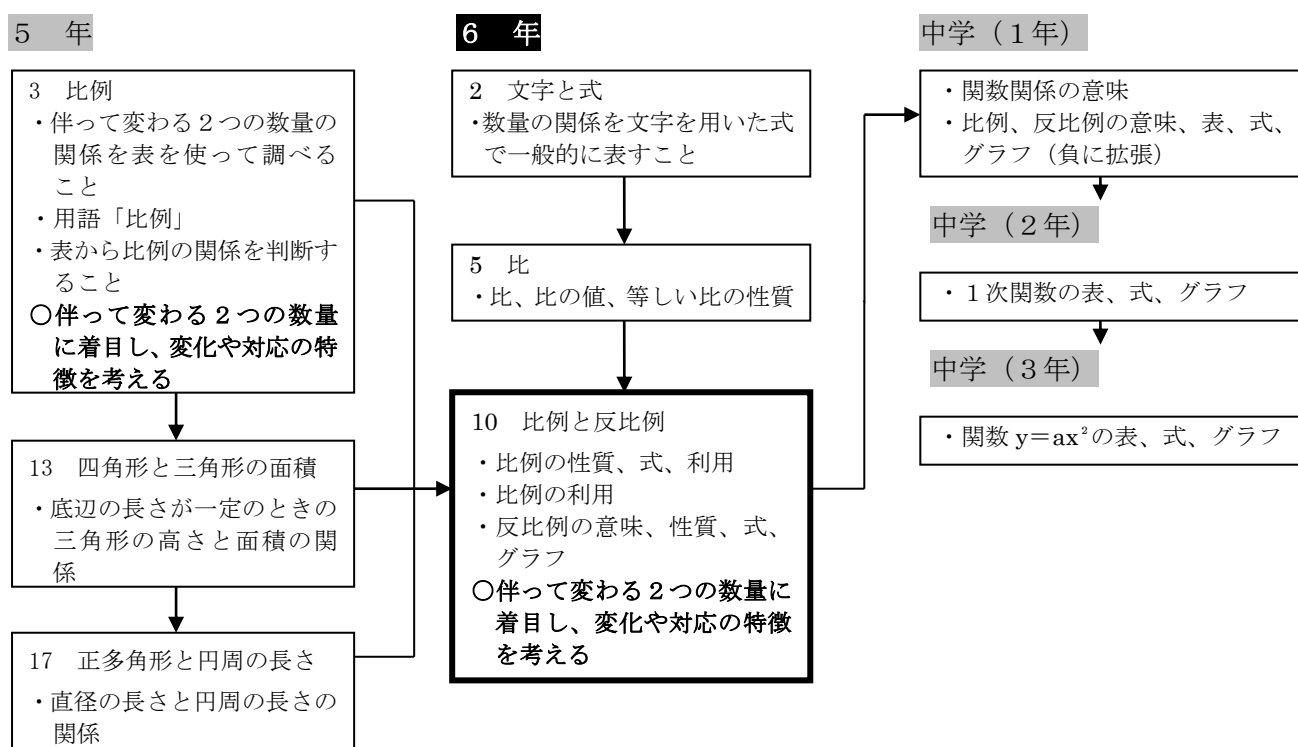 ５　年
3　比例
・伴って変わる２つの数量の
関係を表を使って調べる
こと
・用語「比例」
・表から比例の関係を判断す
ること
○伴って変わる２つの数量
に着目し、変化や対応の特
徴を考える
13　四角形と三角形の面積
・底辺の長さが一定のときの
三角形の高さと面積の関
係
17　正多角形と円周の長さ
・直径の長さと円周の長さの
関係
６　年
2　文字と式
・数量の関係を文字を用いた式
で一般的に表すこと
5　比
・比、比の値、等しい比の性質
10　比例と反比例
・比例の性質、式、利用
・比例の利用
・反比例の意味、性質、式、
グラフ
○伴って変わる２つの数量に
着目し、変化や対応の特徴
を考える
中学（１年）
・関数関係の意味
・比例、反比例の意味、表、式、
グラフ（負に拡張）
中学（２年）
・１次関数の表、式、グラフ
中学（３年）
・関数 y＝ax²の表、式、グラフ